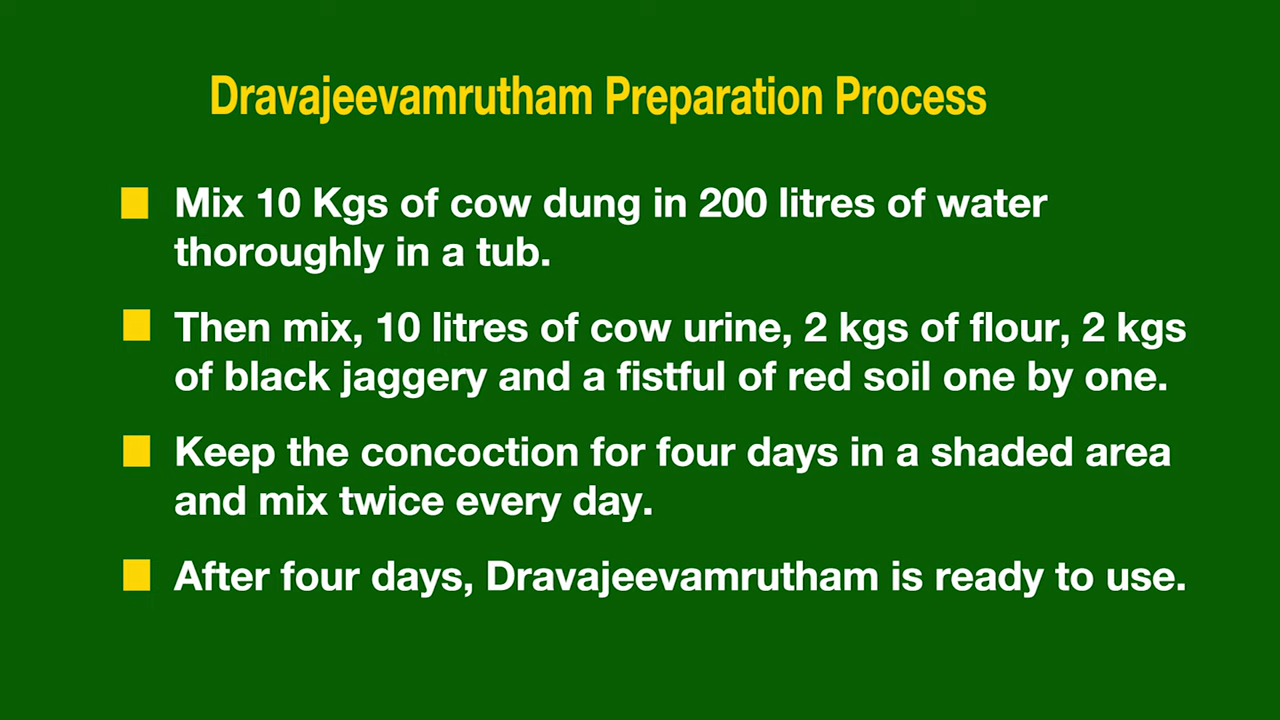 Dravajeevamrutham Preparation Process
Mix 10 Kgs of cow dung in 200 litres of water
thoroughly in a tub.
Then mix, 10 litres of cow urine, 2 kgs of flour, 2 kgs
of black jaggery and a fistful of red soil one by one.
Keep the concoction for four days in a shaded area
and mix twice every day.
After four days, Dravajeevamrutham is ready to use.